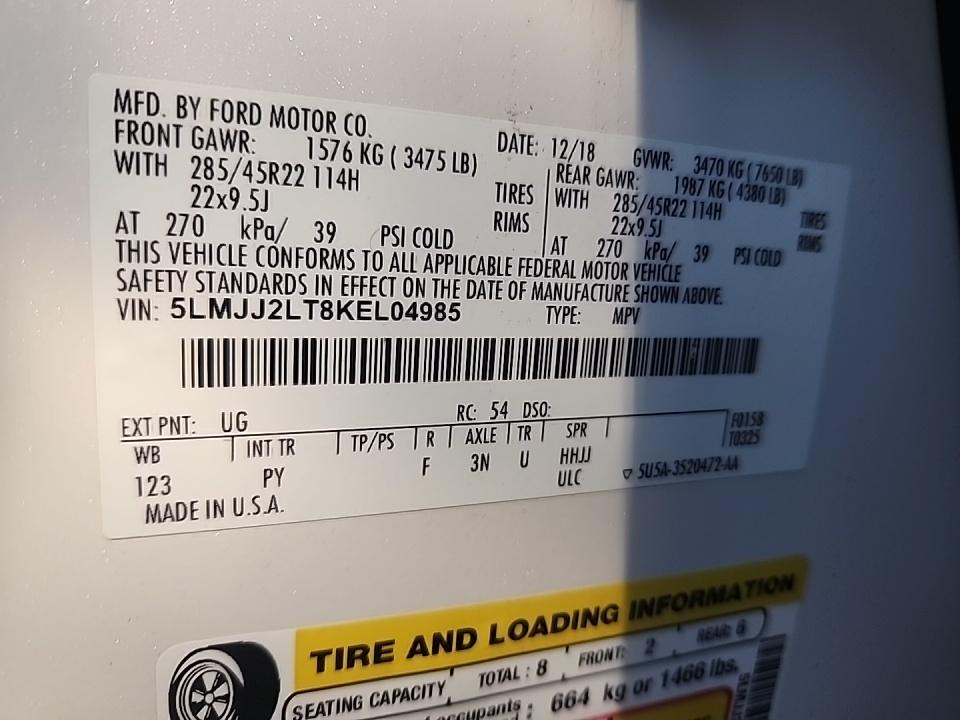 MFD. BY FORD MOTOR CO.
DATE: 12/18 GVWR: 3470 KG ( 7650 LB)
FRONT GAWR: 1576 KG ( 3475 LB)
WITH 285/45R22 114H TIRES
22x9.5J RIMS
AT 270 kPa/ 39 PSI COLD
REAR GAWR: 1987 KG ( 4380 LB)
WITH 285/45R22 114H TIRES
22x9.5J RIMS
AT 270 kPa/ 39 PSI COLD
THIS VEHICLE CONFORMS TO ALL APPLICABLE FEDERAL MOTOR VEHICLE
SAFETY STANDARDS IN EFFECT ON THE DATE OF MANUFACTURE SHOWN ABOVE.
VIN: 5LMJJ2LT8KEL04985 TYPE: MPV
EXT PNT: UG RC: 54 DSO:
F0158
T0325
WB INT TR TP/PS R AXLE TR SPR
123 PY F 3N U HHJJ
ULC
5U5A-3520472-AA
MADE IN U.S.A.
TIRE AND LOADING INFORMATION
SEATING CAPACITY TOTAL : 8 FRONT: 2 REAR: 6
occupants : 664 kg or 1466 lbs.